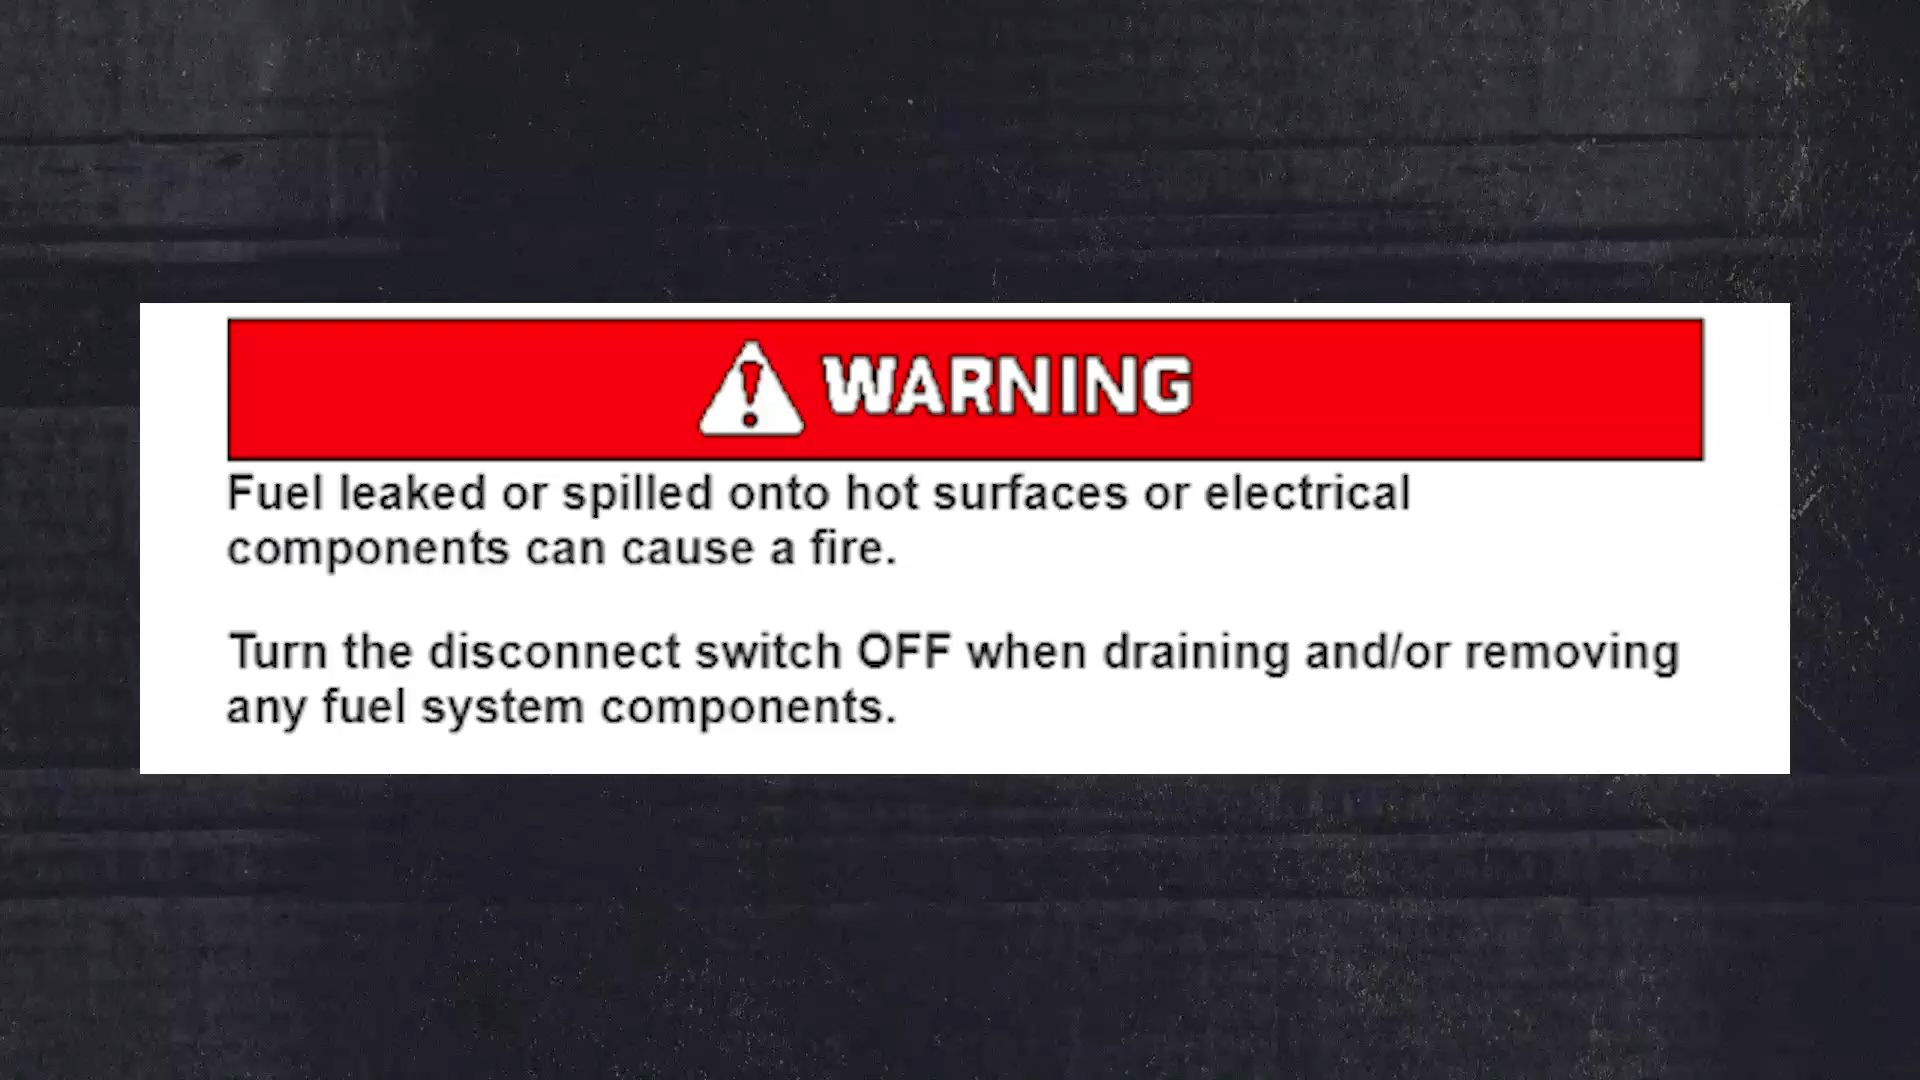 WARNING
Fuel leaked or spilled onto hot surfaces or electrical
components can cause a fire.
Turn the disconnect switch OFF when draining and/or removing
any fuel system components.